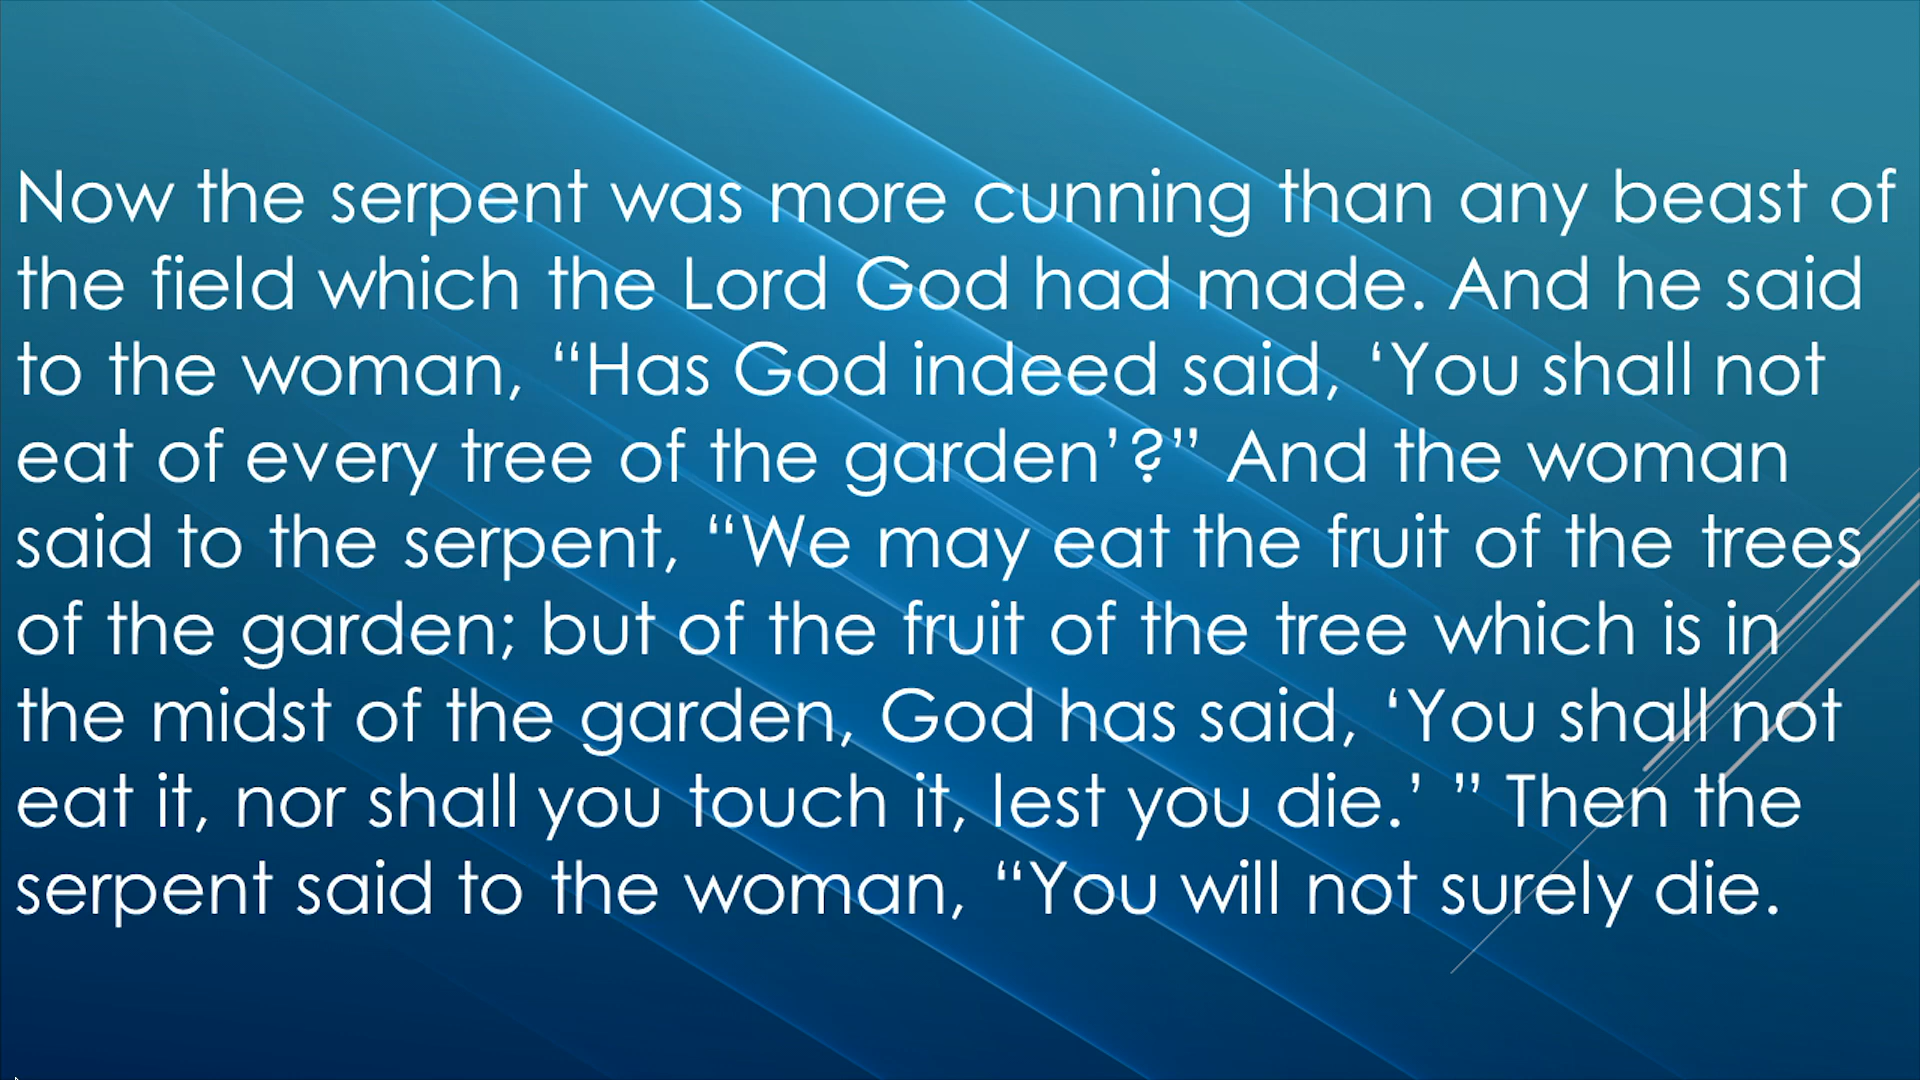 Now the serpent was more cunning than any beast of
the field which the Lord God had made. And he said
to the woman, “Has God indeed said, ‘You shall not
eat of every tree of the garden’?” And the woman
said to the serpent, “We may eat the fruit of the trees
of the garden; but of the fruit of the tree which is in
the midst of the garden, God has said, ‘You shall not
eat it, nor shall you touch it, lest you die.’ ” Then the
serpent said to the woman, “You will not surely die.